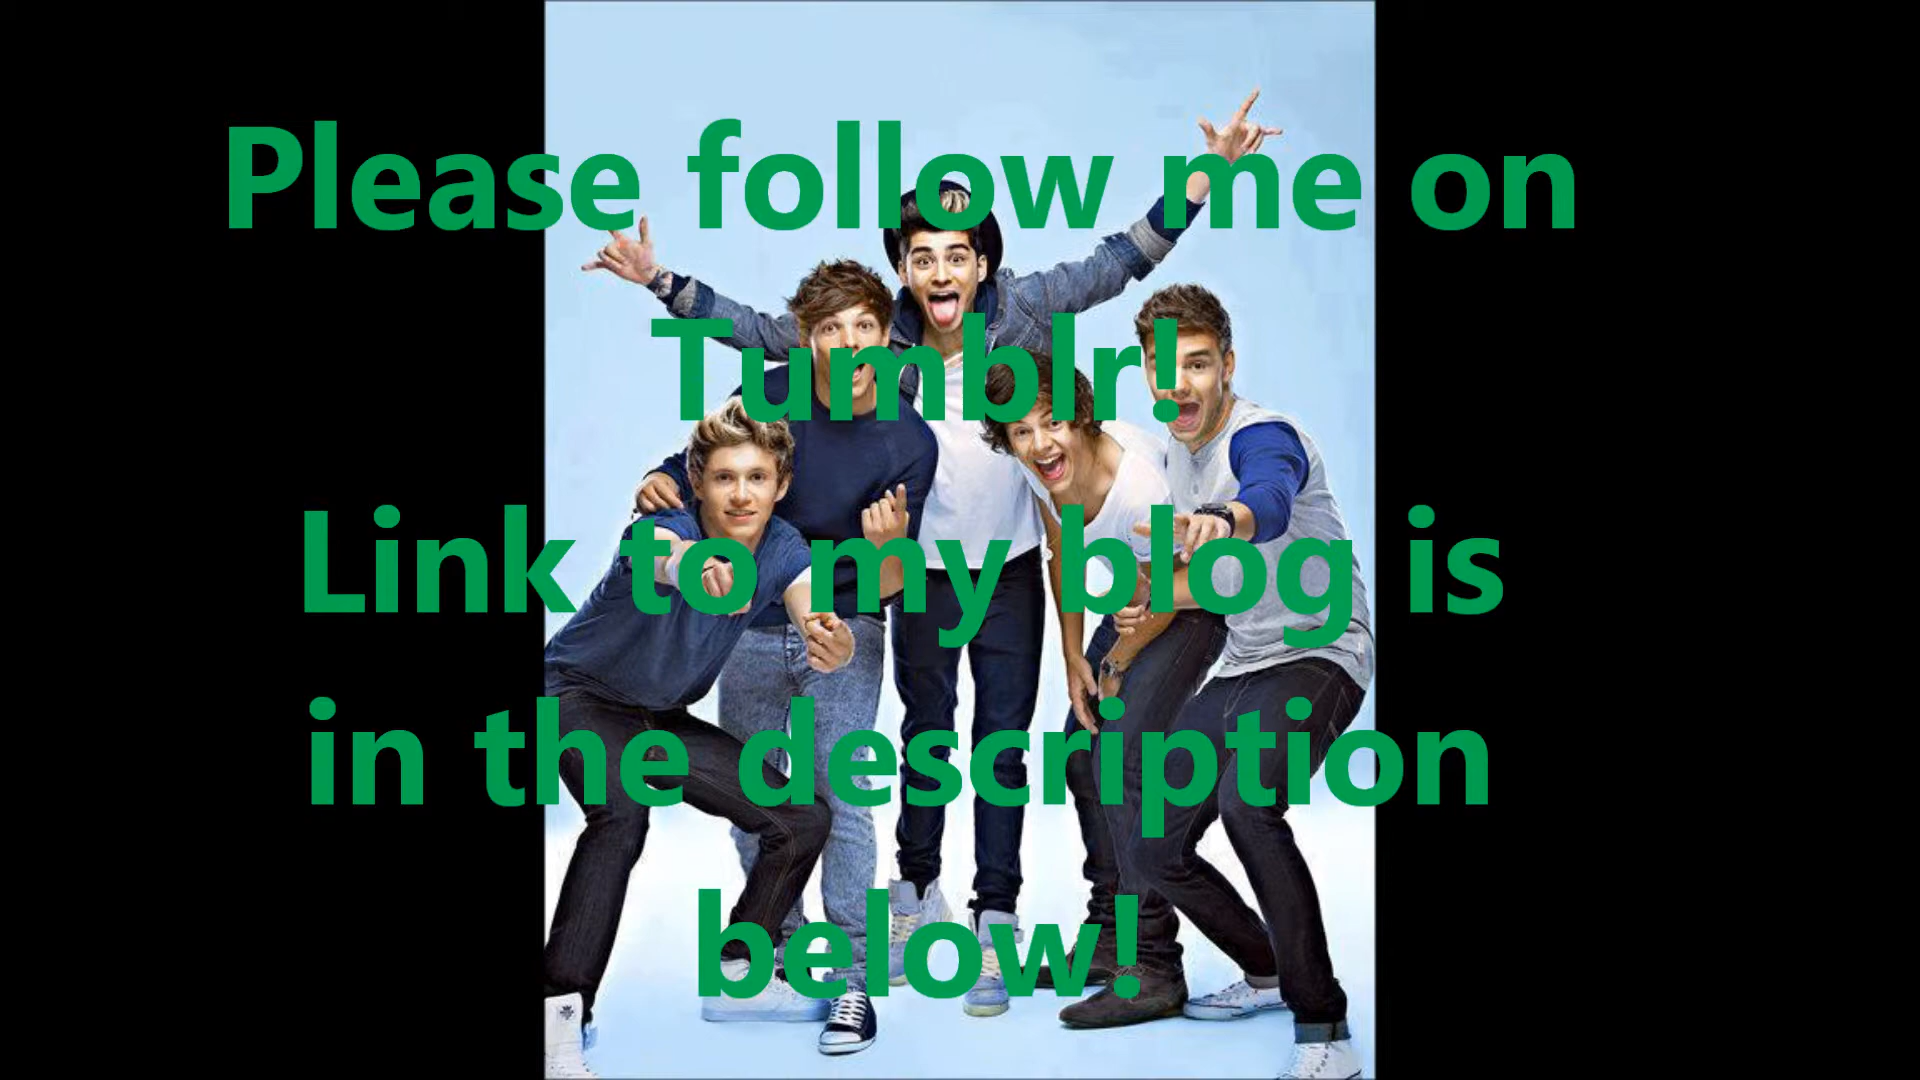 Please follow me on
Tumblr!
Link to my blog is
in the description
below!